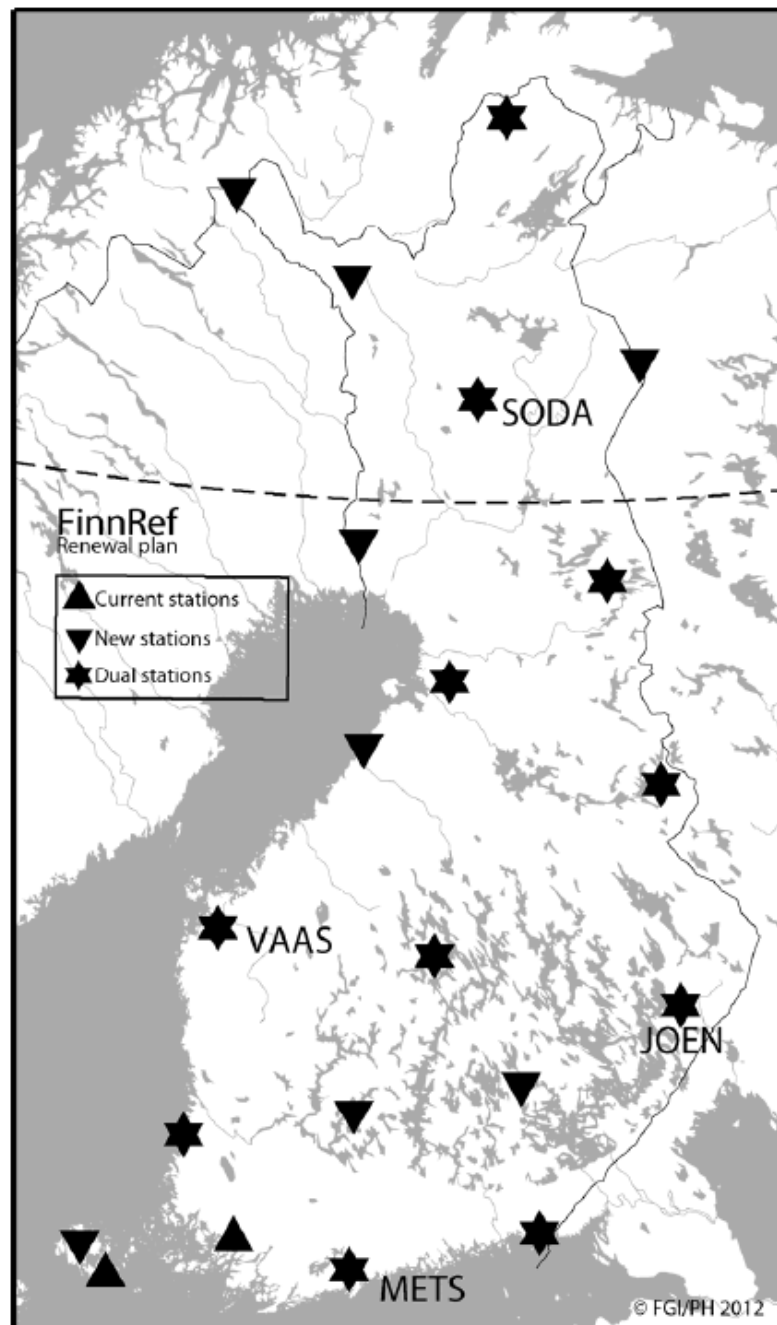 SODA
FinnRef
Renewal plan
Current stations
New stations
Dual stations
VAAS
JOEN
METS
© FGI/PH 2012